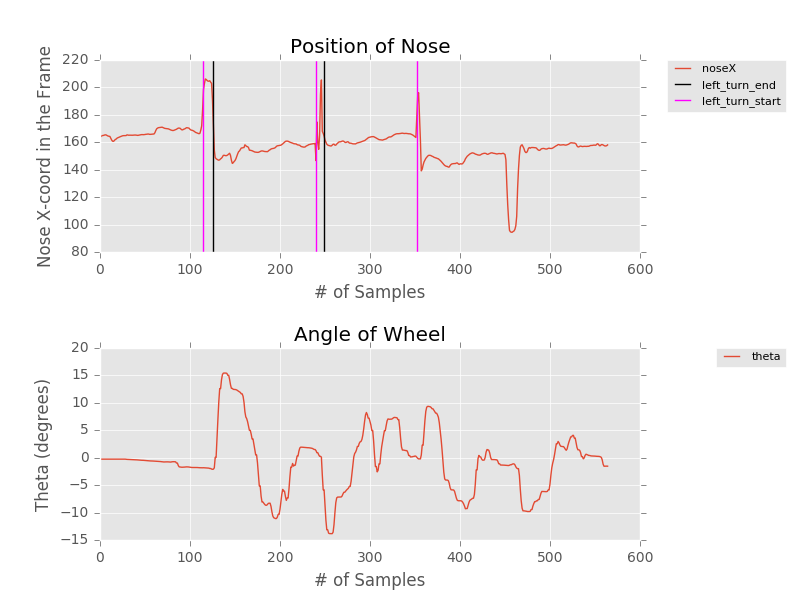 Position of Nose
Nose X-coord in the Frame
220
200
180
160
140
120
100
80
0 100 200 300 400 500 600
# of Samples
noseX
left_turn_end
left_turn_start
Angle of Wheel
Theta (degrees)
20
15
10
5
0
−5
−10
−15
0 100 200 300 400 500 600
# of Samples
theta